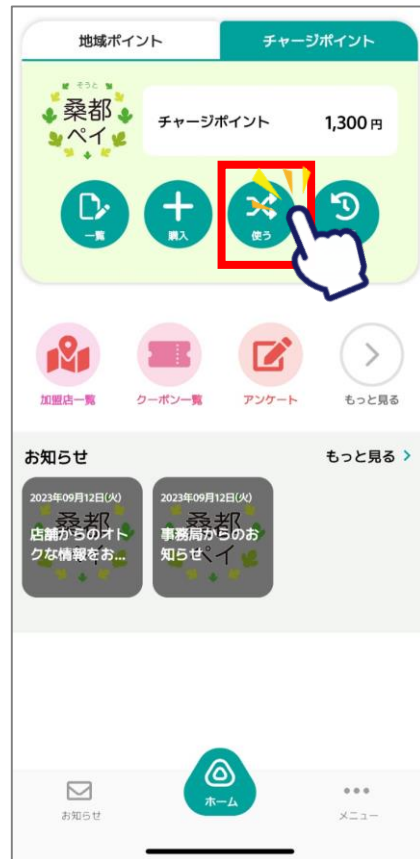 地域ポイント
チャージポイント
そうと
桑都
ペイ
チャージポイント 1,300 円
一覧
購入
使う
加盟店一覧
クーポン一覧
アンケート
もっと見る
お知らせ
もっと見る >
2023年09月12日(火)
店舗からのオト
クな情報をお...
2023年09月12日(火)
事務局からのお
知らせ
お知らせ
ホーム
メニュー